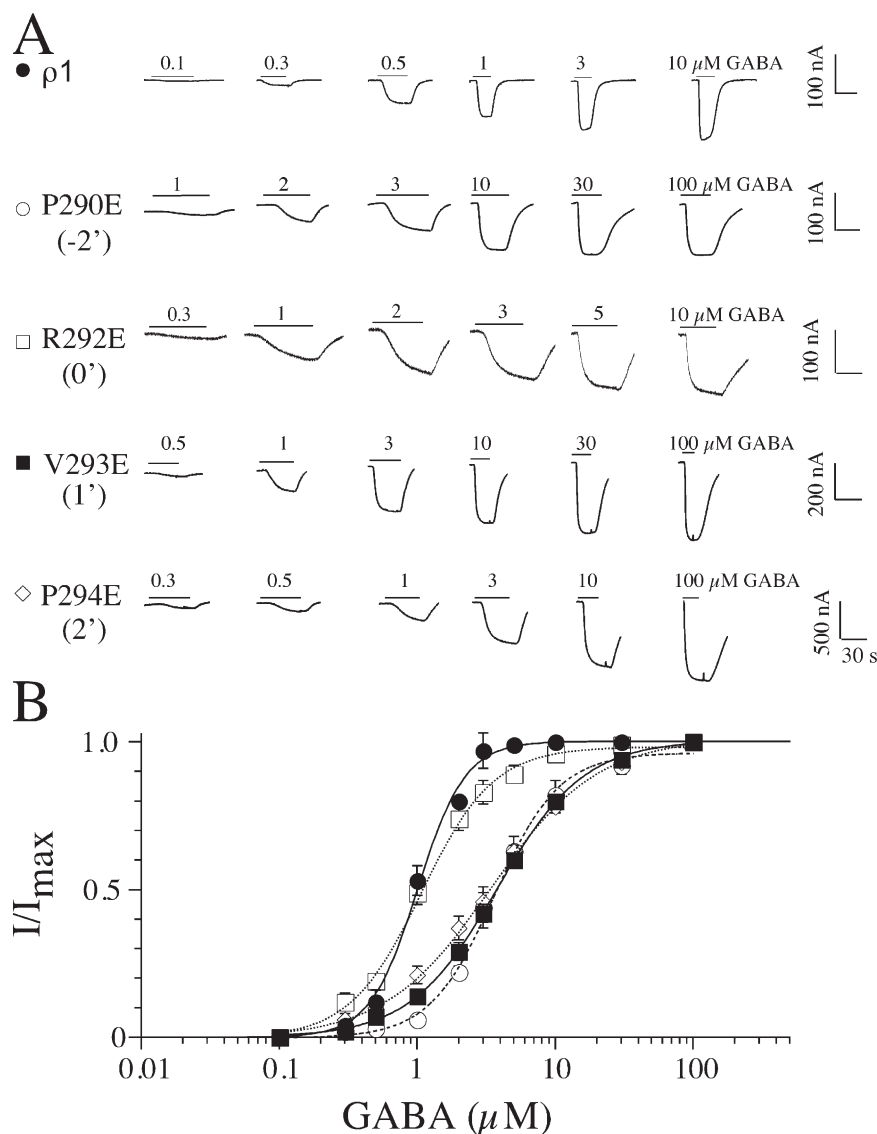 A
ρ1
0.1 0.3 0.5 1 3 10 μM GABA
100 nA
P290E
(-2’)
1 2 3 10 30 100 μM GABA
100 nA
R292E
(0’)
0.3 1 2 3 5 10 μM GABA
100 nA
V293E
(1’)
0.5 1 3 10 30 100 μM GABA
200 nA
P294E
(2’)
0.3 0.5 1 3 10 100 μM GABA
500 nA
30 s
B
1.0
0.5
0
I/Imax
0.01 0.1 1 10 100
GABA (μM)